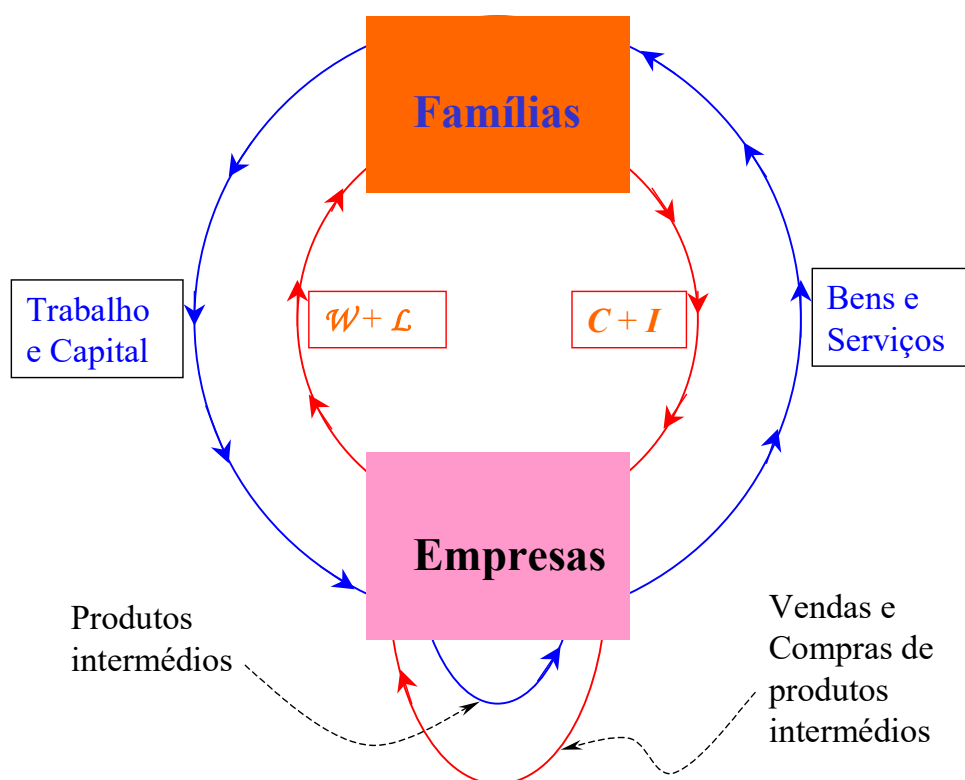 Famílias
Trabalho
e Capital
𝒲 + ℒ
C + I
Bens e
Serviços
Empresas
Produtos
intermédios
Vendas e
Compras de
produtos
intermédios